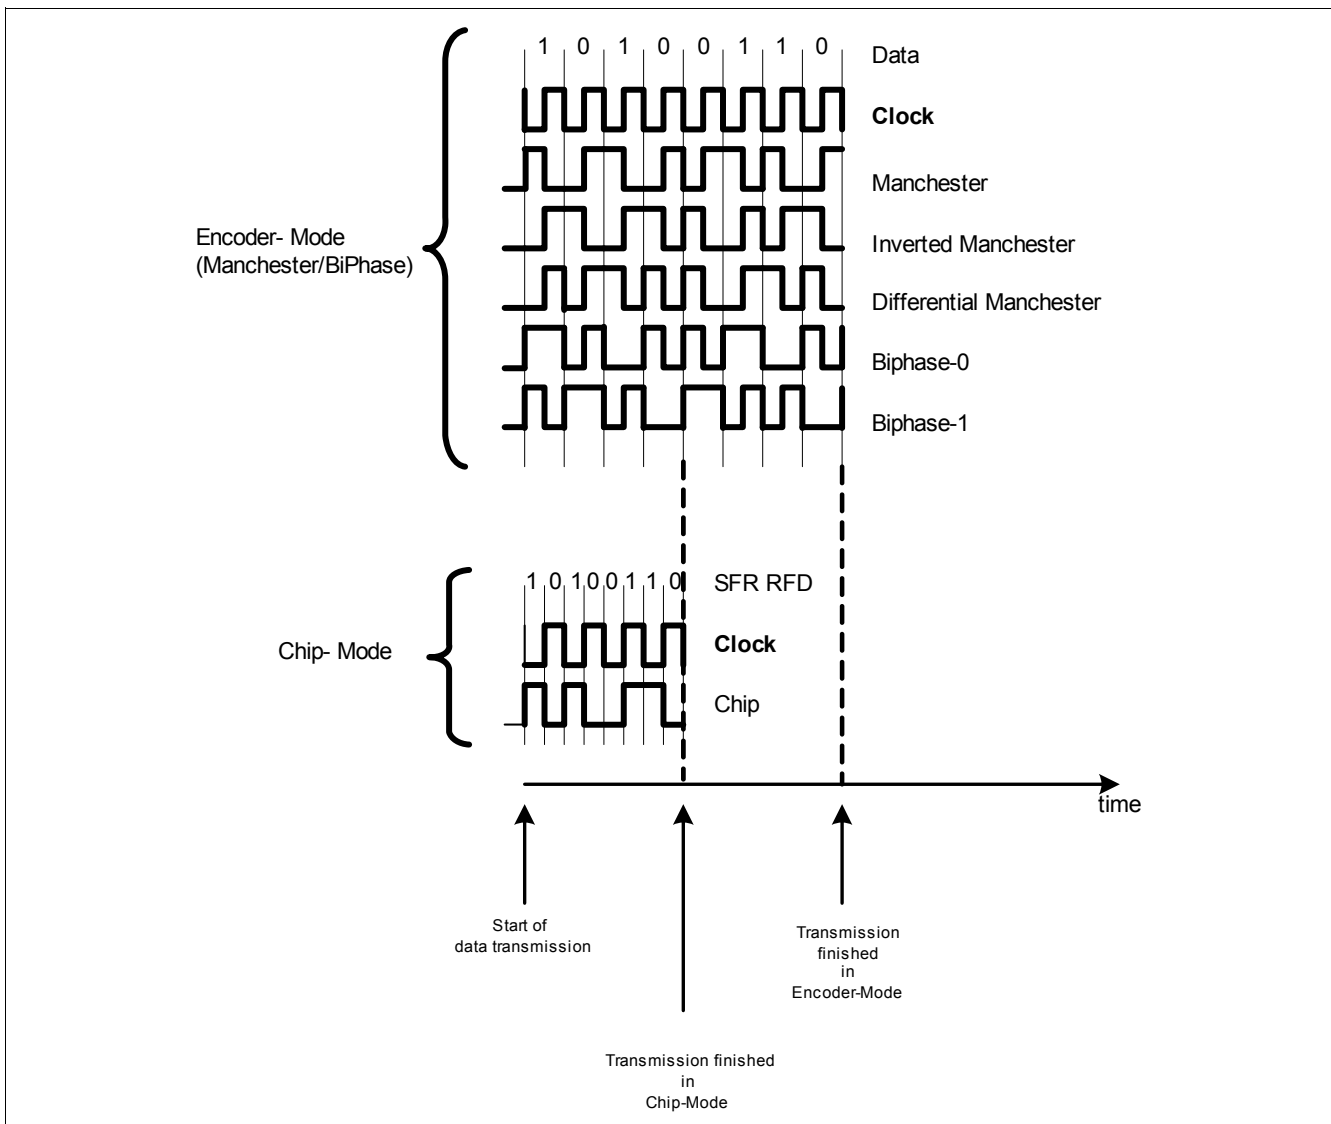 1 0 1 0 0 1 1 0 Data
Clock
Manchester
Inverted Manchester
Encoder- Mode
(Manchester/BiPhase)
Differential Manchester
Biphase-0
Biphase-1
1 0 1 0 0 1 1 0 SFR RFD
Clock
Chip- Mode
Chip
time
Start of
data transmission
Transmission
finished
in
Encoder-Mode
Transmission finished
in
Chip-Mode